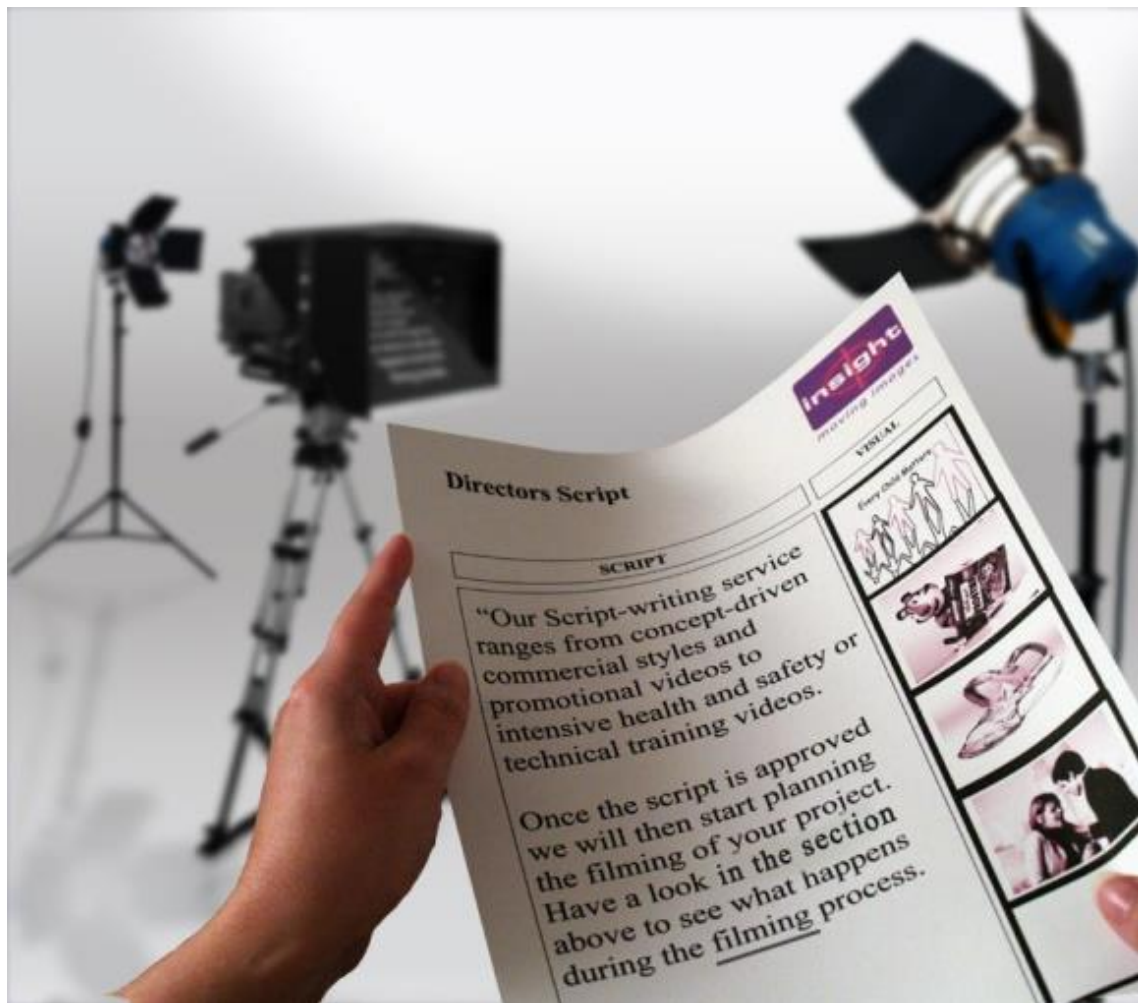 insight
moving images
Directors Script
SCRIPT
VISUAL
Every Child Matters
“Our Script-writing service
ranges from concept-driven
commercial styles and
promotional videos to
intensive health and safety or
technical training videos.
Once the script is approved
we will then start planning
the filming of your project.
Have a look in the section
above to see what happens
during the filming process.